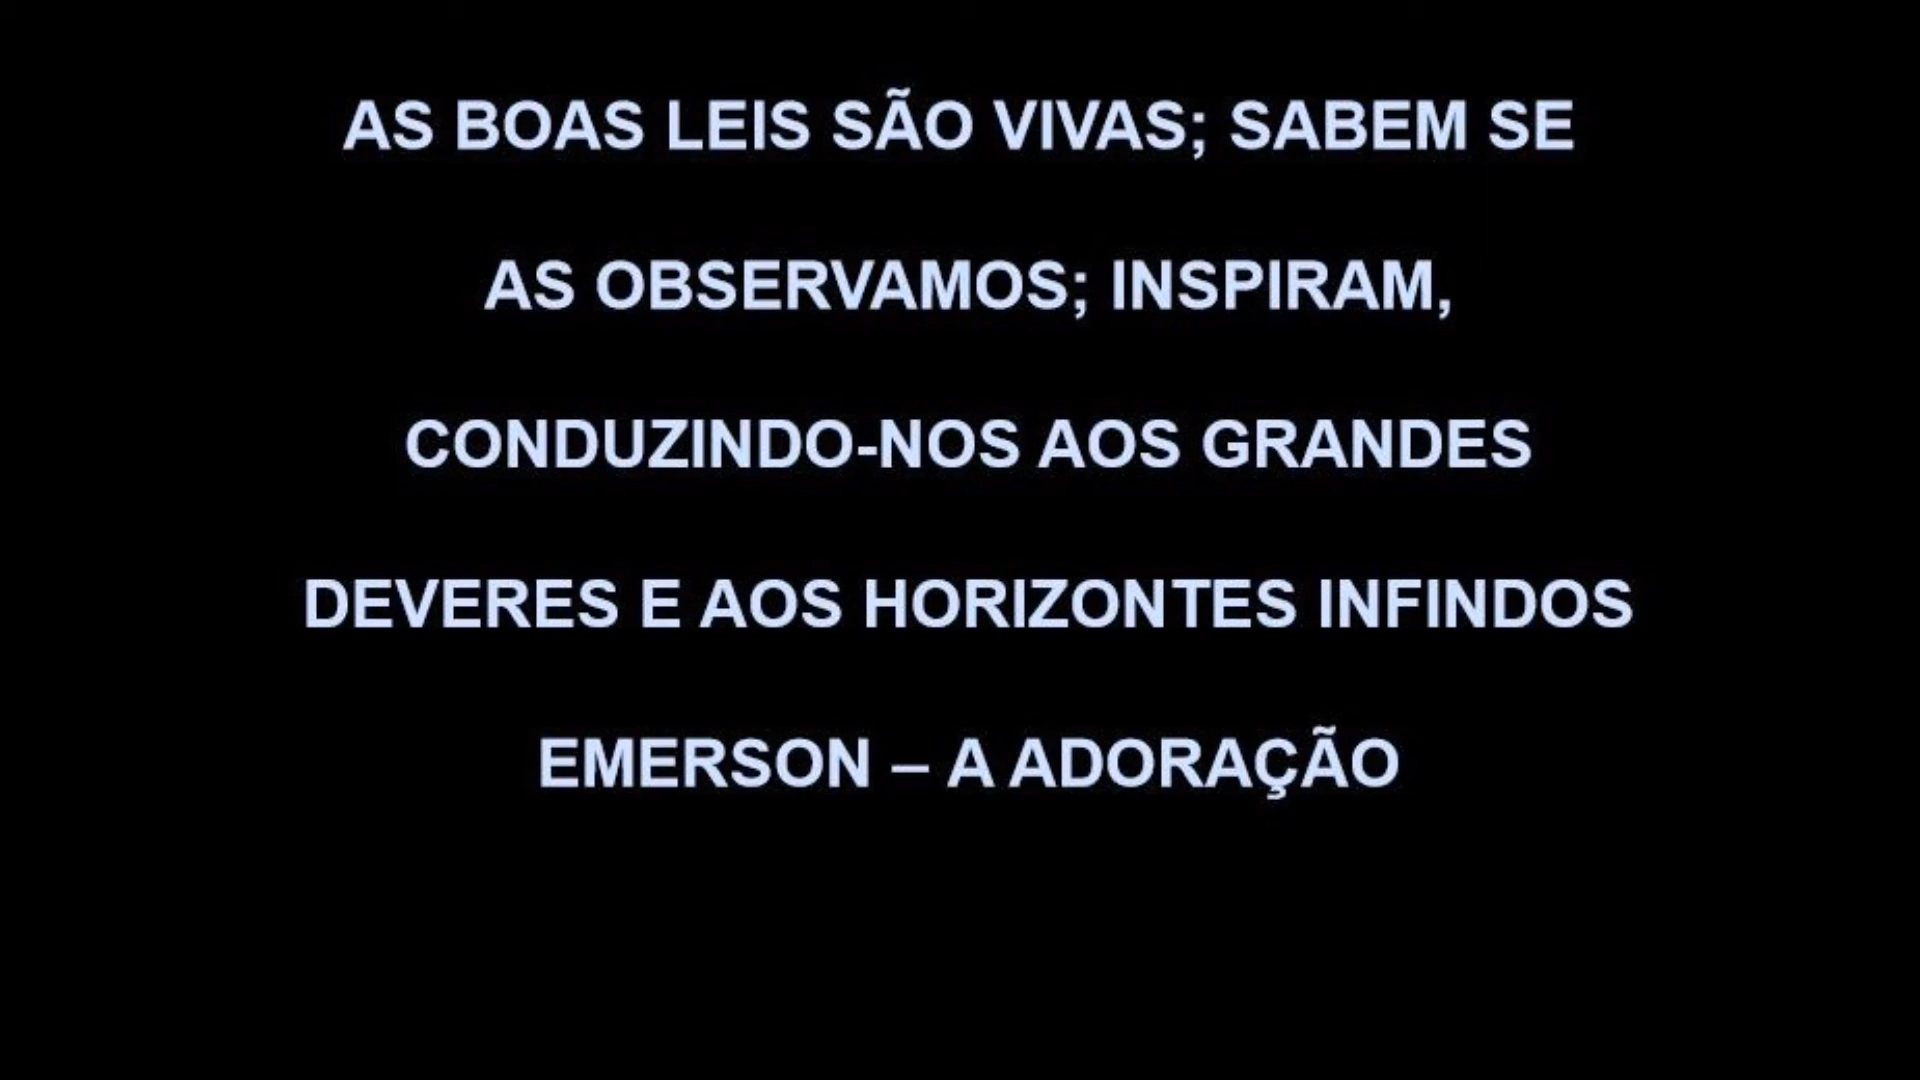 AS BOAS LEIS SÃO VIVAS; SABEM SE
AS OBSERVAMOS; INSPIRAM,
CONDUZINDO-NOS AOS GRANDES
DEVERES E AOS HORIZONTES INFINDOS
EMERSON – A ADORAÇÃO